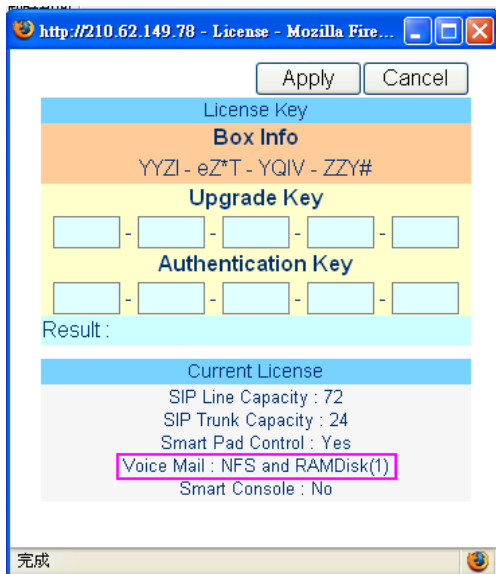 http://210.62.149.78 - License - Mozilla Fire...
Apply Cancel
License Key
Box Info
YYZI - eZ*T - YQIV - ZZY#
Upgrade Key
- - - -
Authentication Key
- - - -
Result :
Current License
SIP Line Capacity : 72
SIP Trunk Capacity : 24
Smart Pad Control : Yes
Voice Mail : NFS and RAMDisk(1)
Smart Console : No
完成